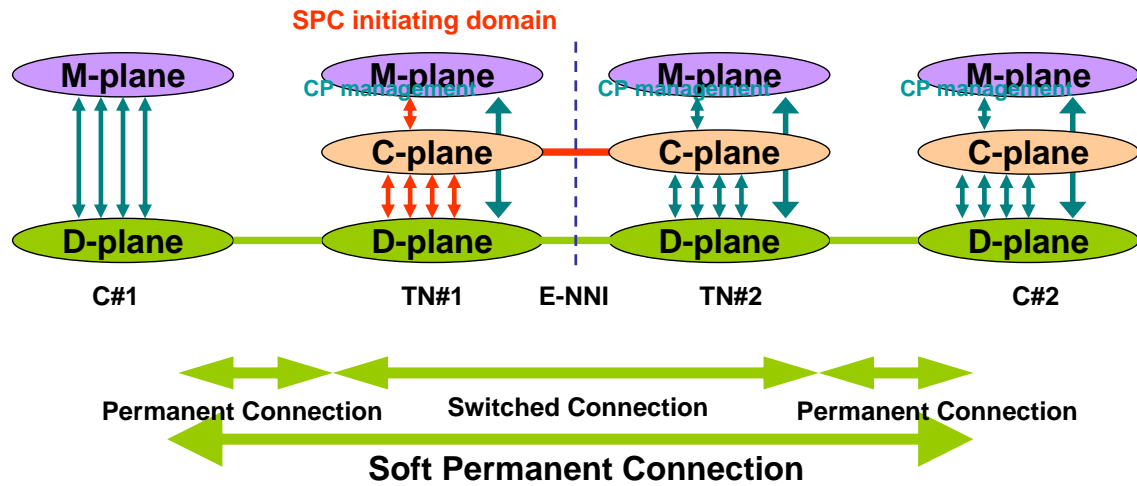 SPC initiating domain
M-plane M-plane M-plane M-plane
CP management CP management CP management
C-plane C-plane C-plane
D-plane D-plane D-plane D-plane
C#1 TN#1 E-NNI TN#2 C#2
Permanent Connection Switched Connection Permanent Connection
Soft Permanent Connection